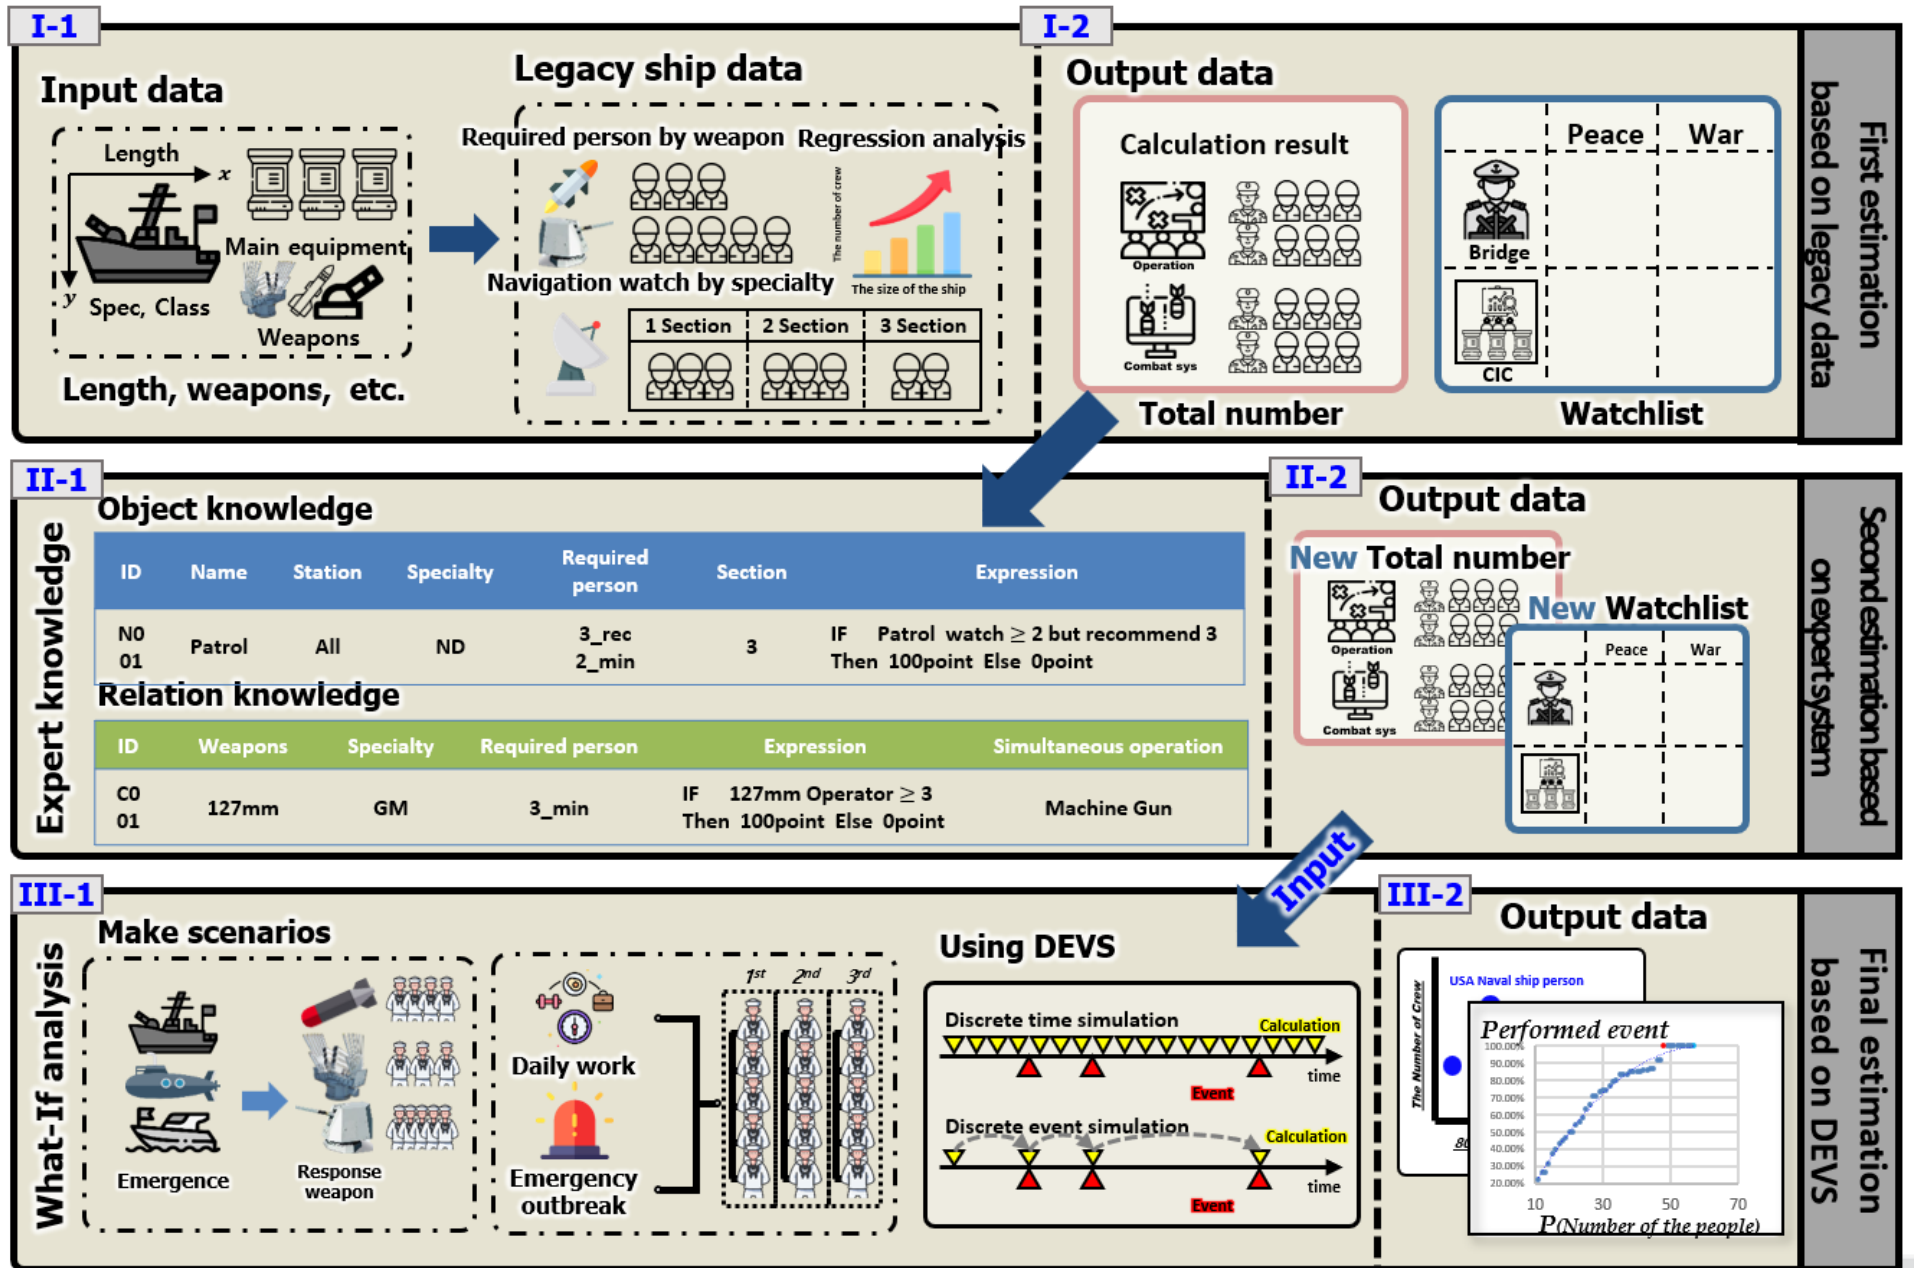 I-1
Input data
Length
x
y
Main equipment
Spec, Class
Weapons
Length, weapons, etc.
Legacy ship data
Required person by weapon
Regression analysis
The number of crew
The size of the ship
Navigation watch by specialty
1 Section
2 Section
3 Section
I-2
Output data
Calculation result
Operation
Combat sys
Total number
Peace
War
Bridge
CIC
Watchlist
First estimation
based on legacy data
II-1
Expert knowledge
Object knowledge
ID Name Station Specialty Required person Section Expression
N0
01
Patrol
All
ND
3_rec
2_min
3
IF Patrol watch ≥ 2 but recommend 3
Then 100point Else 0point
Relation knowledge
ID Weapons Specialty Required person Expression Simultaneous operation
C0
01
127mm
GM
3_min
IF 127mm Operator ≥ 3
Then 100point Else 0point
Machine Gun
II-2
Output data
New Total number
Operation
Combat sys
New Watchlist
Peace
War
Second estimation based
on expert system
Input
III-1
What-If analysis
Make scenarios
Emergence
Response
weapon
Daily work
Emergency
outbreak
1st
2nd
3rd
Using DEVS
Discrete time simulation
Calculation
time
Event
Discrete event simulation
Calculation
time
Event
III-2
Output data
USA Naval ship person
The Number of Crew
80
Performed event
100.00%
90.00%
80.00%
70.00%
60.00%
50.00%
40.00%
30.00%
20.00%
10 30 50 70
P(Number of the people)
Final estimation
based on DEVS